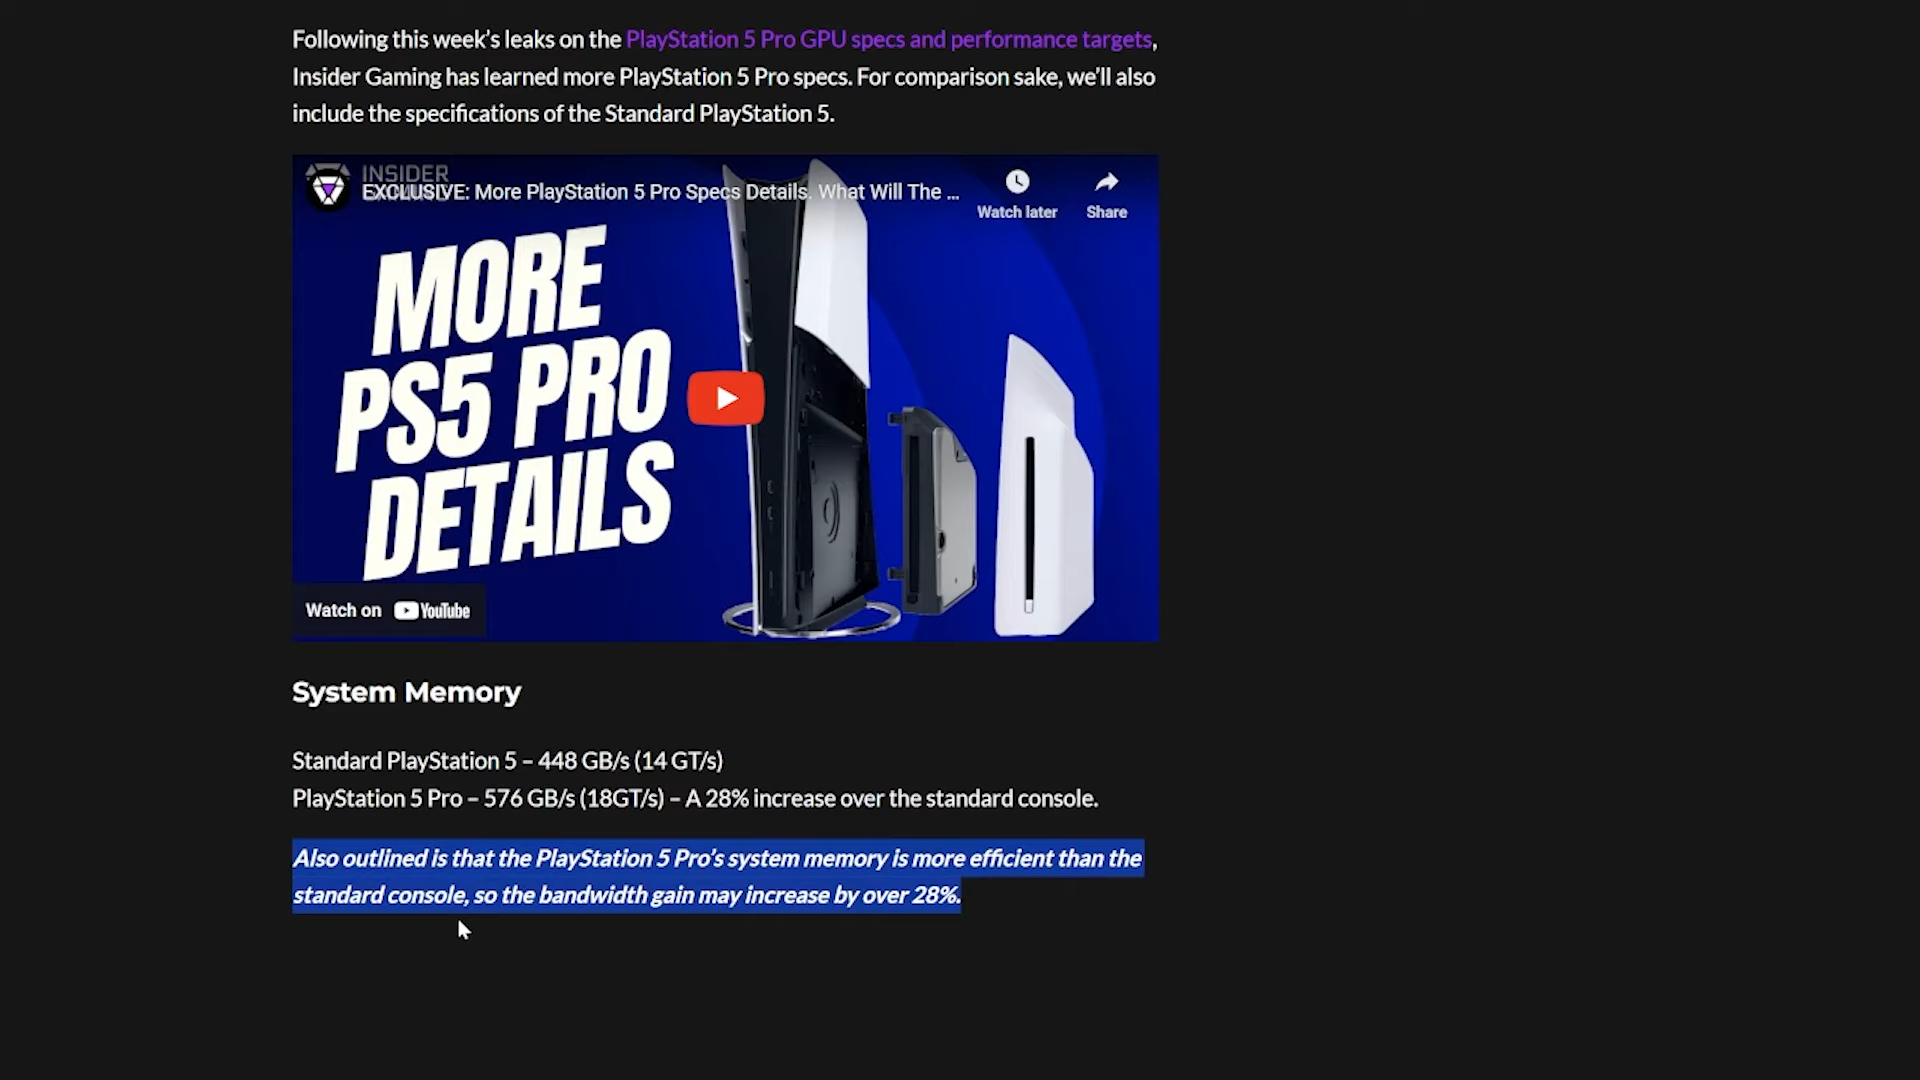 Following this week’s leaks on the PlayStation 5 Pro GPU specs and performance targets,
Insider Gaming has learned more PlayStation 5 Pro specs. For comparison sake, we’ll also
include the specifications of the Standard PlayStation 5.
INSIDER
GAMING
EXCLUSIVE: More PlayStation 5 Pro Specs Details. What Will The ...
Watch later
Share
MORE
PS5 PRO
DETAILS
Watch on YouTube
System Memory
Standard PlayStation 5 – 448 GB/s (14 GT/s)
PlayStation 5 Pro – 576 GB/s (18GT/s) – A 28% increase over the standard console.
Also outlined is that the PlayStation 5 Pro’s system memory is more efficient than the
standard console, so the bandwidth gain may increase by over 28%.